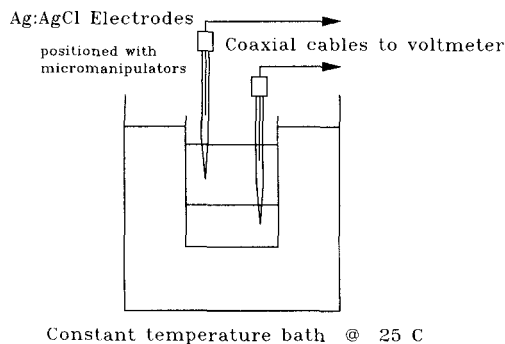 Ag:AgCl Electrodes
positioned with
micromanipulators
Coaxial cables to voltmeter
Constant temperature bath @ 25 C